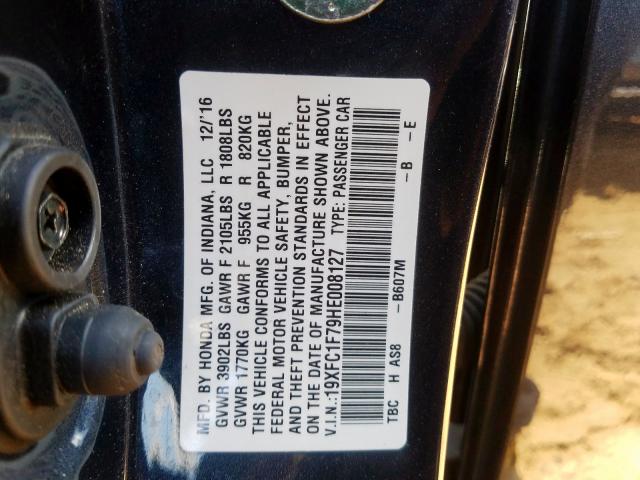 MFD. BY HONDA MFG. OF INDIANA, LLC 12/'16
GVWR 3902LBS GAWR F 2105LBS R 1808LBS
GVWR 1770KG GAWR F 955KG R 820KG
THIS VEHICLE CONFORMS TO ALL APPLICABLE
FEDERAL MOTOR VEHICLE SAFETY, BUMPER,
AND THEFT PREVENTION STANDARDS IN EFFECT
ON THE DATE OF MANUFACTURE SHOWN ABOVE.
V.I.N.:19XFC1F79HE008127 TYPE: PASSENGER CAR
TBC H AS8 -B607M -B -E